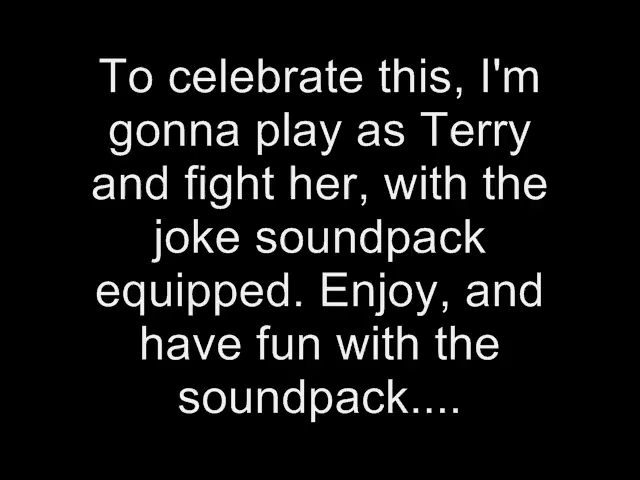 To celebrate this, I'm
gonna play as Terry
and fight her, with the
joke soundpack
equipped. Enjoy, and
have fun with the
soundpack....